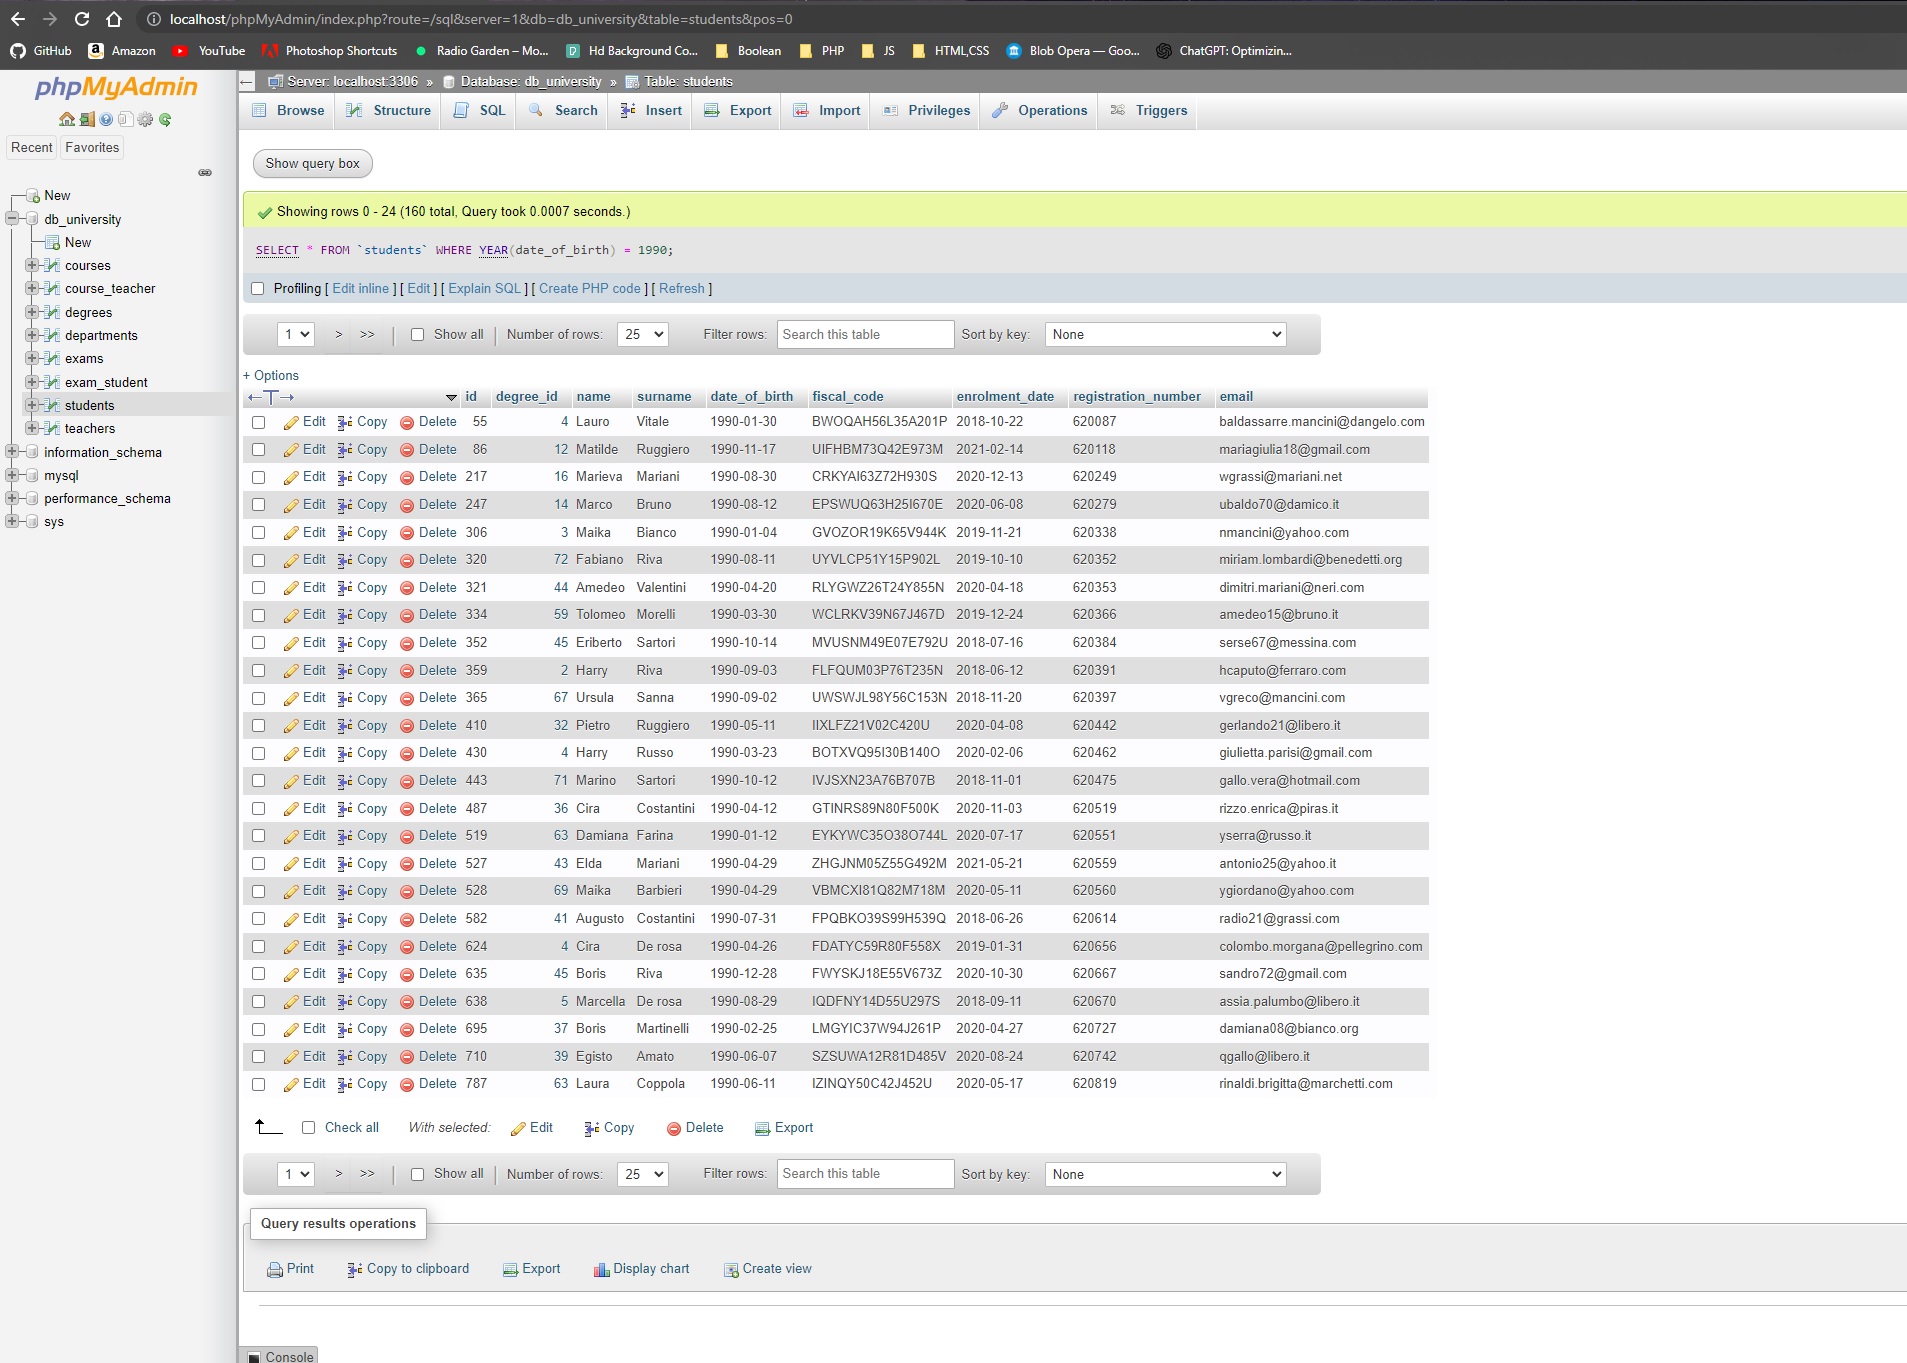 localhost/phpMyAdmin/index.php?route=/sql&server=1&db=db_university&table=students&pos=0
GitHub Amazon YouTube Photoshop Shortcuts Radio Garden – Mo... Hd Background Co... Boolean PHP JS HTML,CSS Blob Opera — Goo... ChatGPT: Optimizin...
phpMyAdmin
Recent Favorites
New
db_university
New
courses
course_teacher
degrees
departments
exams
exam_student
students
teachers
information_schema
mysql
performance_schema
sys
Server: localhost:3306 » Database: db_university » Table: students
Browse Structure SQL Search Insert Export Import Privileges Operations Triggers
Show query box
Showing rows 0 - 24 (160 total, Query took 0.0007 seconds.)
SELECT * FROM `students` WHERE YEAR(date_of_birth) = 1990;
Profiling [ Edit inline ] [ Edit ] [ Explain SQL ] [ Create PHP code ] [ Refresh ]
1 > >> | Show all | Number of rows: 25 Filter rows: Search this table Sort by key: None
+ Options
←T→ id degree_id name surname date_of_birth fiscal_code enrolment_date registration_number email
Edit Copy Delete 55 4 Lauro Vitale 1990-01-30 BWOQAH56L35A201P 2018-10-22 620087 baldassarre.mancini@dangelo.com
Edit Copy Delete 86 12 Matilde Ruggiero 1990-11-17 UIFHBM73Q42E973M 2021-02-14 620118 mariagiulia18@gmail.com
Edit Copy Delete 217 16 Marieva Mariani 1990-08-30 CRKYAI63Z72H930S 2020-12-13 620249 wgrassi@mariani.net
Edit Copy Delete 247 14 Marco Bruno 1990-08-12 EPSWUQ63H25I670E 2020-06-08 620279 ubaldo70@damico.it
Edit Copy Delete 306 3 Maika Bianco 1990-01-04 GVOZOR19K65V944K 2019-11-21 620338 nmancini@yahoo.com
Edit Copy Delete 320 72 Fabiano Riva 1990-08-11 UYVLCP51Y15P902L 2019-10-10 620352 miriam.lombardi@benedetti.org
Edit Copy Delete 321 44 Amedeo Valentini 1990-04-20 RLYGWZ26T24Y855N 2020-04-18 620353 dimitri.mariani@neri.com
Edit Copy Delete 334 59 Tolomeo Morelli 1990-03-30 WCLRKV39N67J467D 2019-12-24 620366 amedeo15@bruno.it
Edit Copy Delete 352 45 Eriberto Sartori 1990-10-14 MVUSNM49E07E792U 2018-07-16 620384 serse67@messina.com
Edit Copy Delete 359 2 Harry Riva 1990-09-03 FLFQUM03P76T235N 2018-06-12 620391 hcaputo@ferraro.com
Edit Copy Delete 365 67 Ursula Sanna 1990-09-02 UWSWJL98Y56C153N 2018-11-20 620397 vgreco@mancini.com
Edit Copy Delete 410 32 Pietro Ruggiero 1990-05-11 IIXLFZ21V02C420U 2020-04-08 620442 gerlando21@libero.it
Edit Copy Delete 430 4 Harry Russo 1990-03-23 BOTXVQ95I30B140O 2020-02-06 620462 giulietta.parisi@gmail.com
Edit Copy Delete 443 71 Marino Sartori 1990-10-12 IVJSXN23A76B707B 2018-11-01 620475 gallo.vera@hotmail.com
Edit Copy Delete 487 36 Cira Costantini 1990-04-12 GTINRS89N80F500K 2020-11-03 620519 rizzo.enrica@piras.it
Edit Copy Delete 519 63 Damiana Farina 1990-01-12 EYKYWC35O38O744L 2020-07-17 620551 yserra@russo.it
Edit Copy Delete 527 43 Elda Mariani 1990-04-29 ZHGJNM05Z55G492M 2021-05-21 620559 antonio25@yahoo.it
Edit Copy Delete 528 69 Maika Barbieri 1990-04-29 VBMCXI81Q82M718M 2020-05-11 620560 ygiordano@yahoo.com
Edit Copy Delete 582 41 Augusto Costantini 1990-07-31 FPQBKO39S99H539Q 2018-06-26 620614 radio21@grassi.com
Edit Copy Delete 624 4 Cira De rosa 1990-04-26 FDATYC59R80F558X 2019-01-31 620656 colombo.morgana@pellegrino.com
Edit Copy Delete 635 45 Boris Riva 1990-12-28 FWYSKJ18E55V673Z 2020-10-30 620667 sandro72@gmail.com
Edit Copy Delete 638 5 Marcella De rosa 1990-08-29 IQDFNY14D55U297S 2018-09-11 620670 assia.palumbo@libero.it
Edit Copy Delete 695 37 Boris Martinelli 1990-02-25 LMGYIC37W94J261P 2020-04-27 620727 damiana08@bianco.org
Edit Copy Delete 710 39 Egisto Amato 1990-06-07 SZSUWA12R81D485V 2020-08-24 620742 qgallo@libero.it
Edit Copy Delete 787 63 Laura Coppola 1990-06-11 IZINQY50C42J452U 2020-05-17 620819 rinaldi.brigitta@marchetti.com
Check all With selected: Edit Copy Delete Export
1 > >> | Show all | Number of rows: 25 Filter rows: Search this table Sort by key: None
Query results operations
Print Copy to clipboard Export Display chart Create view
Console